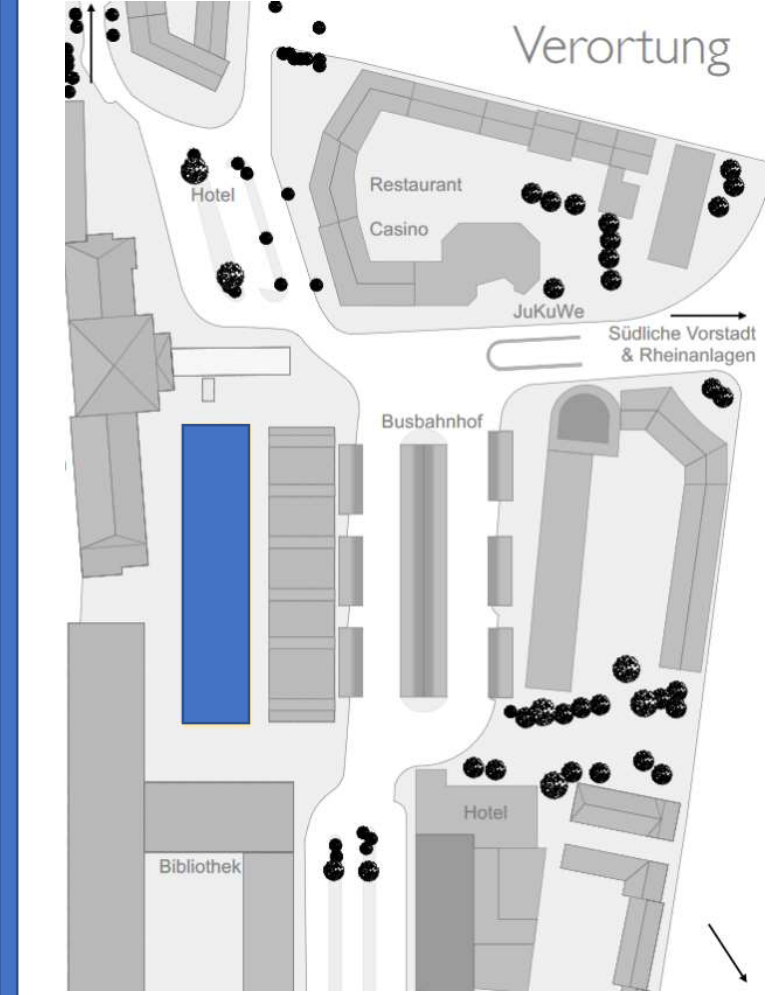 Verortung
Hotel
Restaurant
Casino
JuKuWe
Südliche Vorstadt
& Rheinanlagen
Busbahnhof
Hotel
Bibliothek